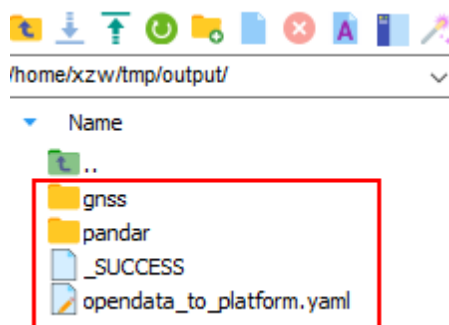 A
/home/xzw/tmp/output/
Name
..
gnss
pandar
_SUCCESS
opendata_to_platform.yaml